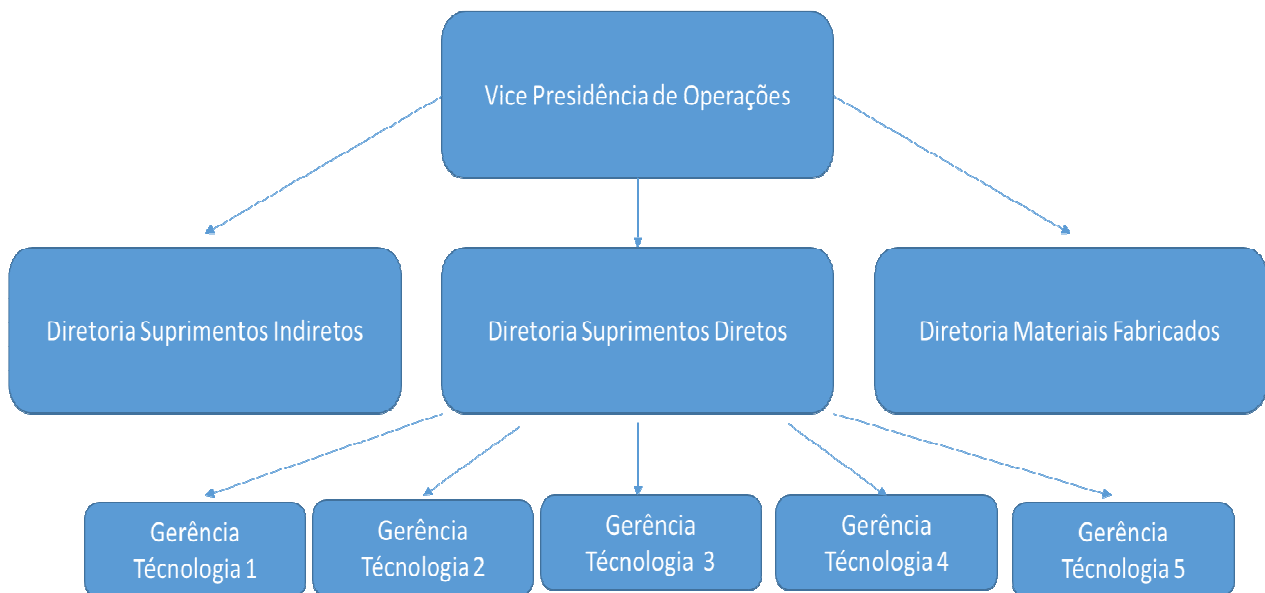 Vice Presidência de Operações
Diretoria Suprimentos Indiretos
Diretoria Suprimentos Diretos
Diretoria Materiais Fabricados
Gerência
Técnologia 1
Gerência
Técnologia 2
Gerência
Técnologia 3
Gerência
Técnologia 4
Gerência
Técnologia 5